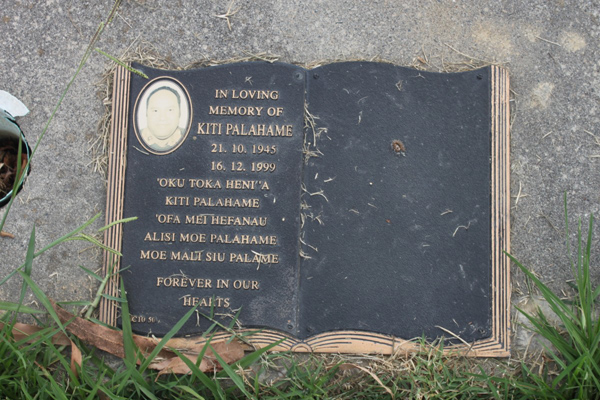 IN LOVING
MEMORY OF
KITI PALAHAME
21. 10. 1945
16. 12. 1999
'OKU TOKA HENI''A
KITI PALAHAME
'OFA MEI HEFANAU
ALISI MOE PALAHAME
MOE MALI SIU PALAME
FOREVER IN OUR
HEARTS